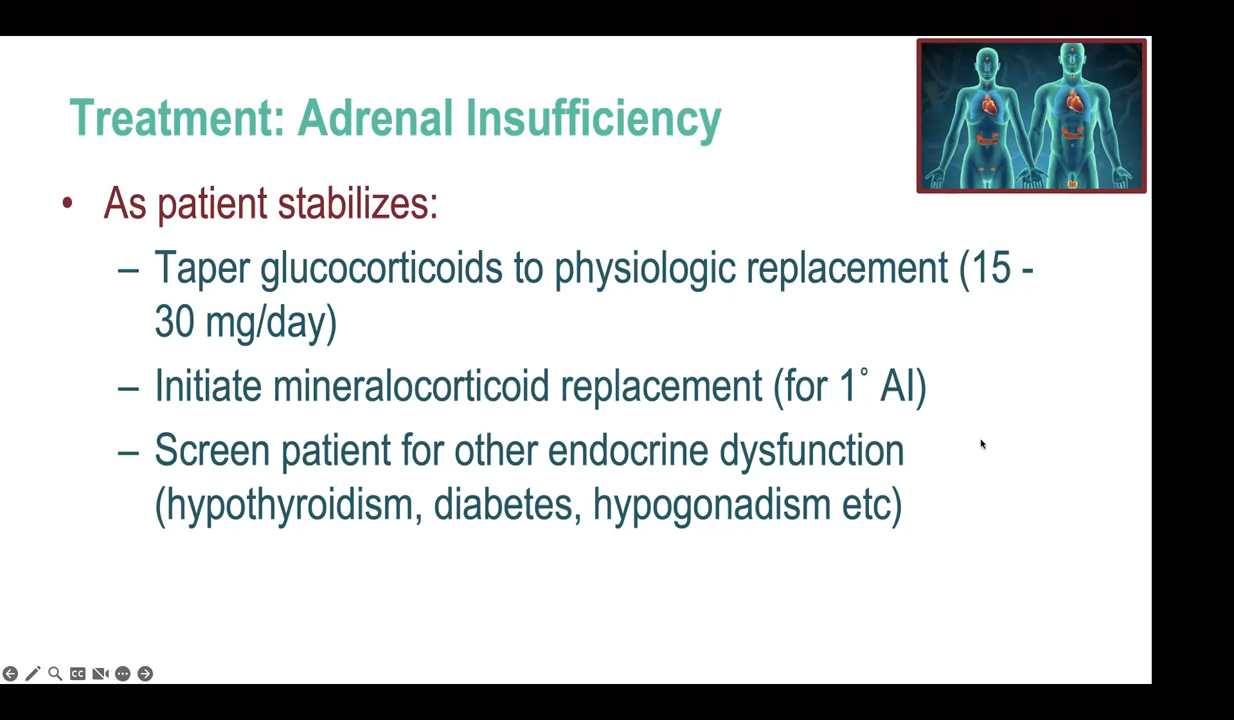 Treatment: Adrenal Insufficiency
• As patient stabilizes:
– Taper glucocorticoids to physiologic replacement (15 -
30 mg/day)
– Initiate mineralocorticoid replacement (for 1˚ AI)
– Screen patient for other endocrine dysfunction
(hypothyroidism, diabetes, hypogonadism etc)
CC